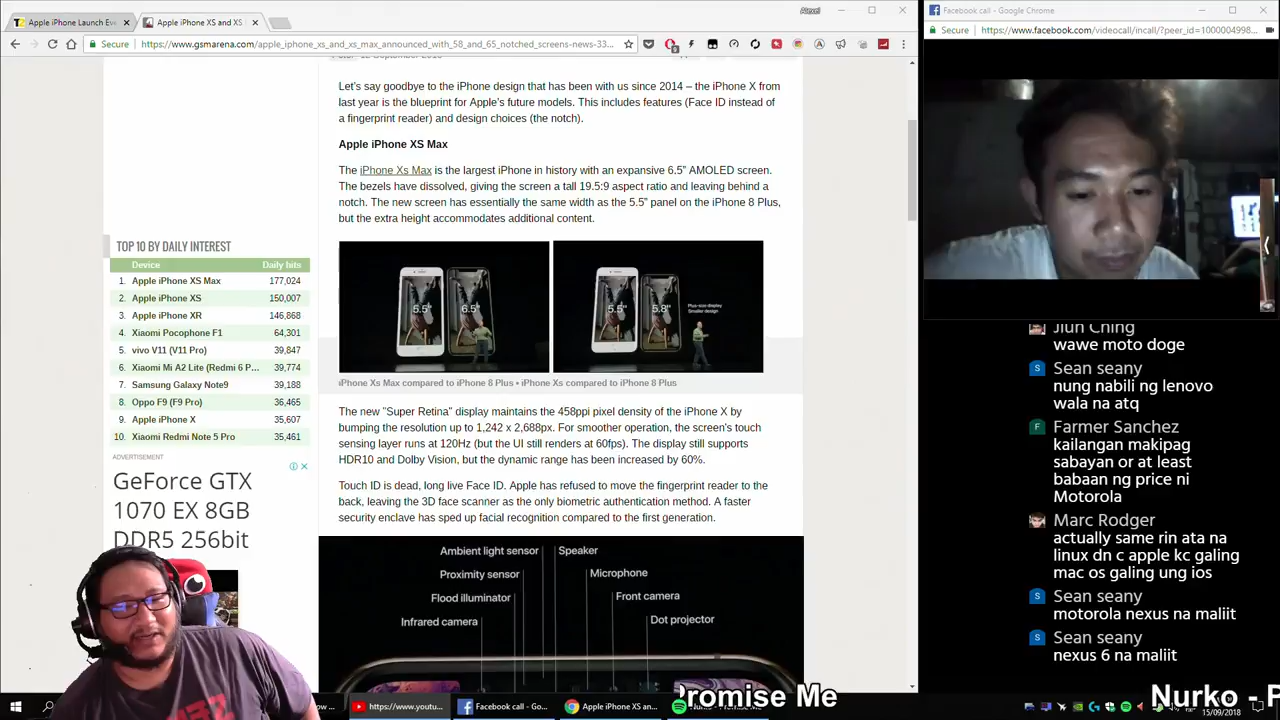 Apple iPhone Launch Eve
Apple iPhone XS and XS
Alexei
Secure
https://www.gsmarena.com/apple_iphone_xs_and_xs_max_announced_with_58_and_65_notched_screens-news-33...
Let's say goodbye to the iPhone design that has been with us since 2014 – the iPhone X from
last year is the blueprint for Apple's future models. This includes features (Face ID instead of
a fingerprint reader) and design choices (the notch).
Apple iPhone XS Max
The iPhone Xs Max is the largest iPhone in history with an expansive 6.5" AMOLED screen.
The bezels have dissolved, giving the screen a tall 19.5:9 aspect ratio and leaving behind a
notch. The new screen has essentially the same width as the 5.5" panel on the iPhone 8 Plus,
but the extra height accommodates additional content.
5.5"
6.5"
5.5"
5.8"
Plus-size display
Smaller design
iPhone Xs Max compared to iPhone 8 Plus • iPhone Xs compared to iPhone 8 Plus
The new "Super Retina" display maintains the 458ppi pixel density of the iPhone X by
bumping the resolution up to 1,242 x 2,688px. For smoother operation, the screen's touch
sensing layer runs at 120Hz (but the UI still renders at 60fps). The display still supports
HDR10 and Dolby Vision, but the dynamic range has been increased by 60%.
Touch ID is dead, long live Face ID. Apple has refused to move the fingerprint reader to the
back, leaving the 3D face scanner as the only biometric authentication method. A faster
security enclave has sped up facial recognition compared to the first generation.
Ambient light sensor
Speaker
Proximity sensor
Microphone
Flood illuminator
Front camera
Infrared camera
Dot projector
TOP 10 BY DAILY INTEREST
Device Daily hits
1. Apple iPhone XS Max 177,024
2. Apple iPhone XS 150,007
3. Apple iPhone XR 146,868
4. Xiaomi Pocophone F1 64,301
5. vivo V11 (V11 Pro) 39,847
6. Xiaomi Mi A2 Lite (Redmi 6 P... 39,774
7. Samsung Galaxy Note9 39,188
8. Oppo F9 (F9 Pro) 36,465
9. Apple iPhone X 35,607
10. Xiaomi Redmi Note 5 Pro 35,461
ADVERTISEMENT
GeForce GTX
1070 EX 8GB
DDR5 256bit
Facebook call - Google Chrome
Secure
https://www.facebook.com/videocall/incall/?peer_id=1000004998...
Jiun Ching
wawe moto doge
Sean seany
nung nabili ng lenovo
wala na atq
Farmer Sanchez
kailangan makipag
sabayan or at least
babaan ng price ni
Motorola
Marc Rodger
actually same rin ata na
linux dn c apple kc galing
mac os galing ung ios
Sean seany
motorola nexus na maliit
Sean seany
nexus 6 na maliit
https://www.youtu...
Facebook call - Go...
Apple iPhone XS an...
Promise Me
Nurko - P
15/09/2018